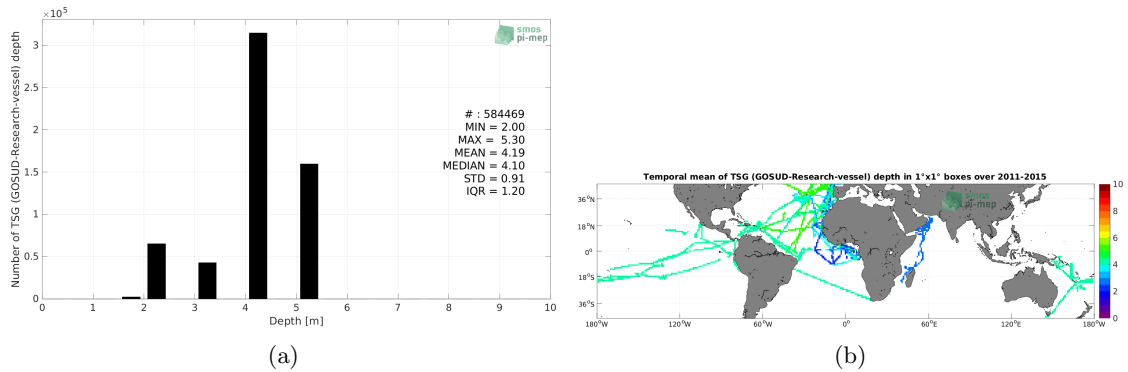 ×10⁵
smos
pi-mep
Number of TSG (GOSUD-Research-vessel) depth
3
2.5
2
1.5
1
0.5
0
# : 584469
MIN = 2.00
MAX = 5.30
MEAN = 4.19
MEDIAN = 4.10
STD = 0.91
IQR = 1.20
0 1 2 3 4 5 6 7 8 9 10
Depth [m]
(a)
Temporal mean of TSG (GOSUD-Research-vessel) depth in 1°x1° boxes over 2011-2015
smos
pi-mep
36°N
18°N
0°
18°S
36°S
180°W 120°W 60°W 0° 60°E 120°E 180°W
10
8
6
4
2
0
(b)